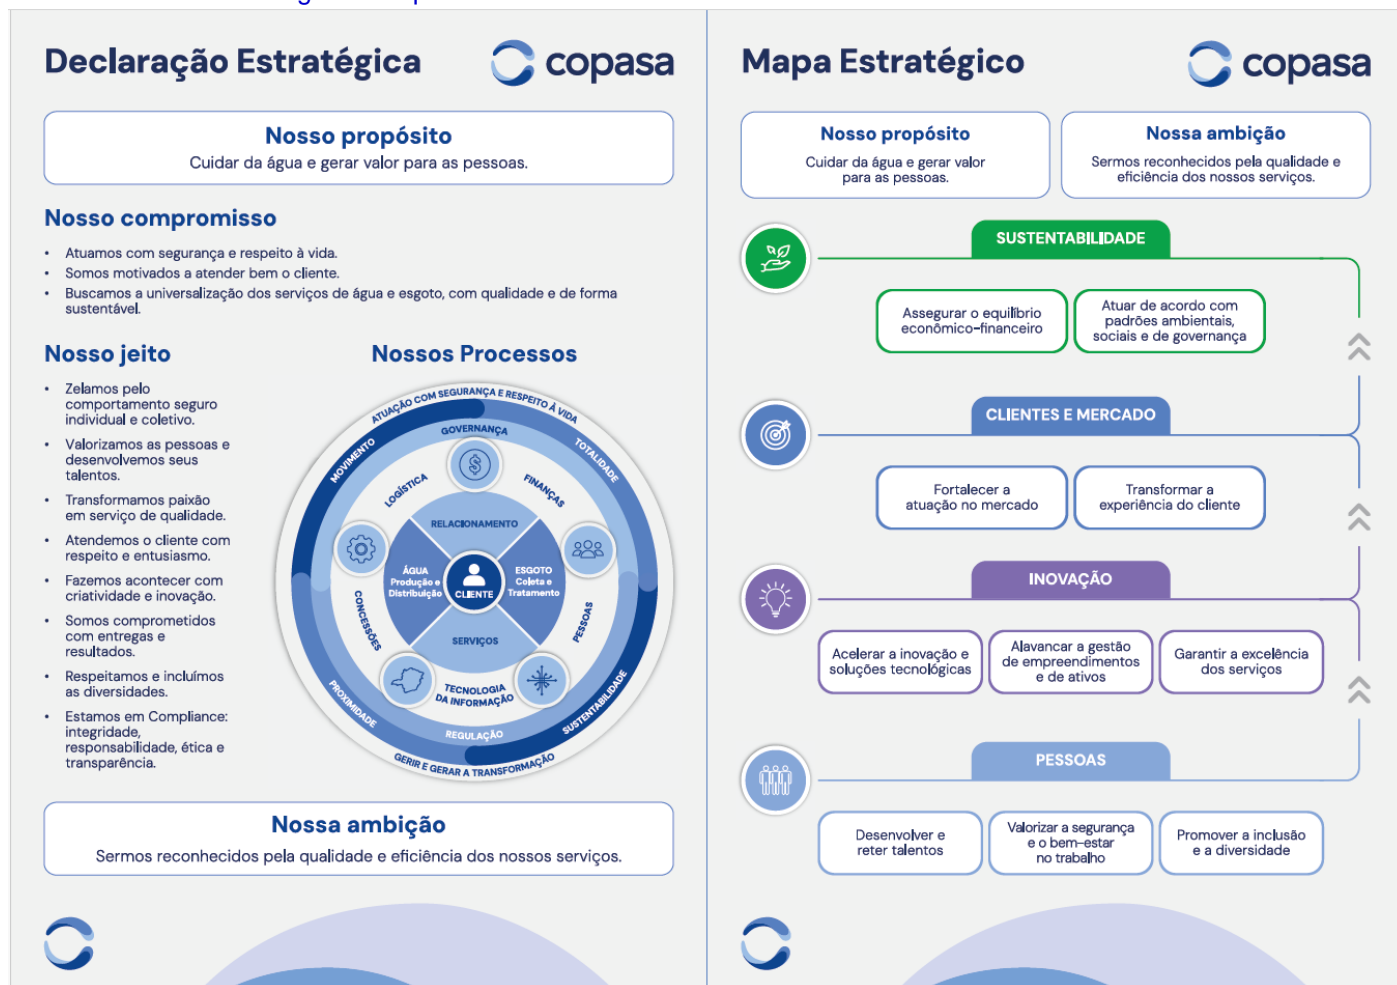 Declaração Estratégica
copasa
Nosso propósito
Cuidar da água e gerar valor para as pessoas.
Nosso compromisso
• Atuamos com segurança e respeito à vida.
• Somos motivados a atender bem o cliente.
• Buscamos a universalização dos serviços de água e esgoto, com qualidade e de forma
sustentável.
Nosso jeito
• Zelamos pelo
comportamento seguro
individual e coletivo.
• Valorizamos as pessoas e
desenvolvemos seus
talentos.
• Transformamos paixão
em serviço de qualidade.
• Atendemos o cliente com
respeito e entusiasmo.
• Fazemos acontecer com
criatividade e inovação.
• Somos comprometidos
com entregas e
resultados.
• Respeitamos e incluímos
as diversidades.
• Estamos em Compliance:
integridade,
responsabilidade, ética e
transparência.
Nossos Processos
ATUAÇÃO COM SEGURANÇA E RESPEITO À VIDA
MOVIMENTO
GOVERNANÇA
TOTALIDADE
LOGÍSTICA
FINANÇAS
RELACIONAMENTO
ÁGUA
Produção e
Distribuição
CLIENTE
ESGOTO
Coleta e
Tratamento
SERVIÇOS
CONCESSÕES
PESSOAS
TECNOLOGIA
DA INFORMAÇÃO
PROXIMIDADE
REGULAÇÃO
SUSTENTABILIDADE
GERIR E GERAR A TRANSFORMAÇÃO
Nossa ambição
Sermos reconhecidos pela qualidade e eficiência dos nossos serviços.
Mapa Estratégico
copasa
Nosso propósito
Cuidar da água e gerar valor
para as pessoas.
Nossa ambição
Sermos reconhecidos pela qualidade e
eficiência dos nossos serviços.
SUSTENTABILIDADE
Assegurar o equilíbrio
econômico-financeiro
Atuar de acordo com
padrões ambientais,
sociais e de governança
CLIENTES E MERCADO
Fortalecer a
atuação no mercado
Transformar a
experiência do cliente
INOVAÇÃO
Acelerar a inovação e
soluções tecnológicas
Alavancar a gestão
de empreendimentos
e de ativos
Garantir a excelência
dos serviços
PESSOAS
Desenvolver e
reter talentos
Valorizar a segurança
e o bem-estar
no trabalho
Promover a inclusão
e a diversidade